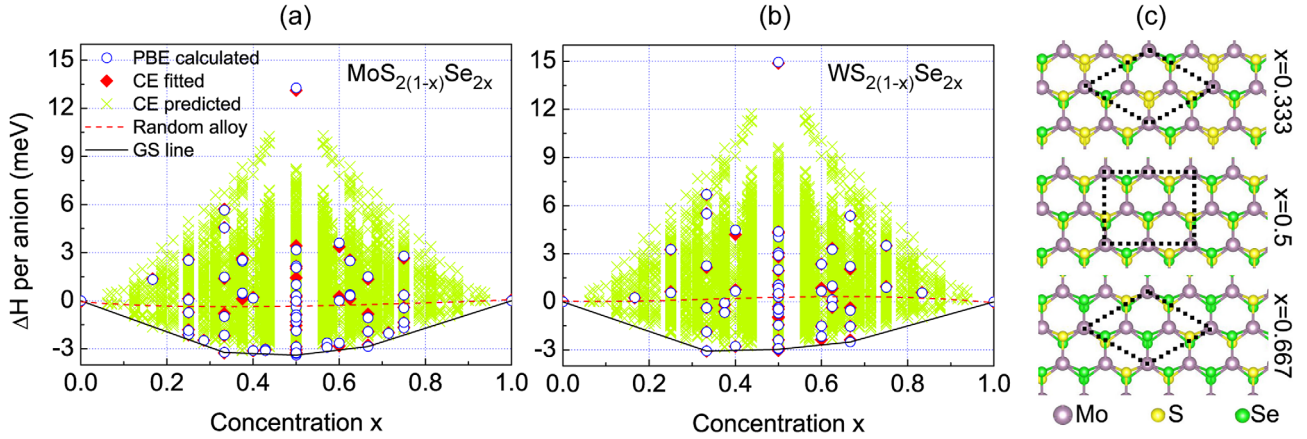 (a)
(b)
(c)
PBE calculated
CE fitted
CE predicted
Random alloy
GS line
MoS2(1-x)Se2x
WS2(1-x)Se2x
ΔH per anion (meV)
15
12
9
6
3
0
-3
0.0
0.2
0.4
0.6
0.8
1.0
Concentration x
15
12
9
6
3
0
-3
0.0
0.2
0.4
0.6
0.8
1.0
Concentration x
x=0.333
x=0.5
x=0.667
Mo
S
Se